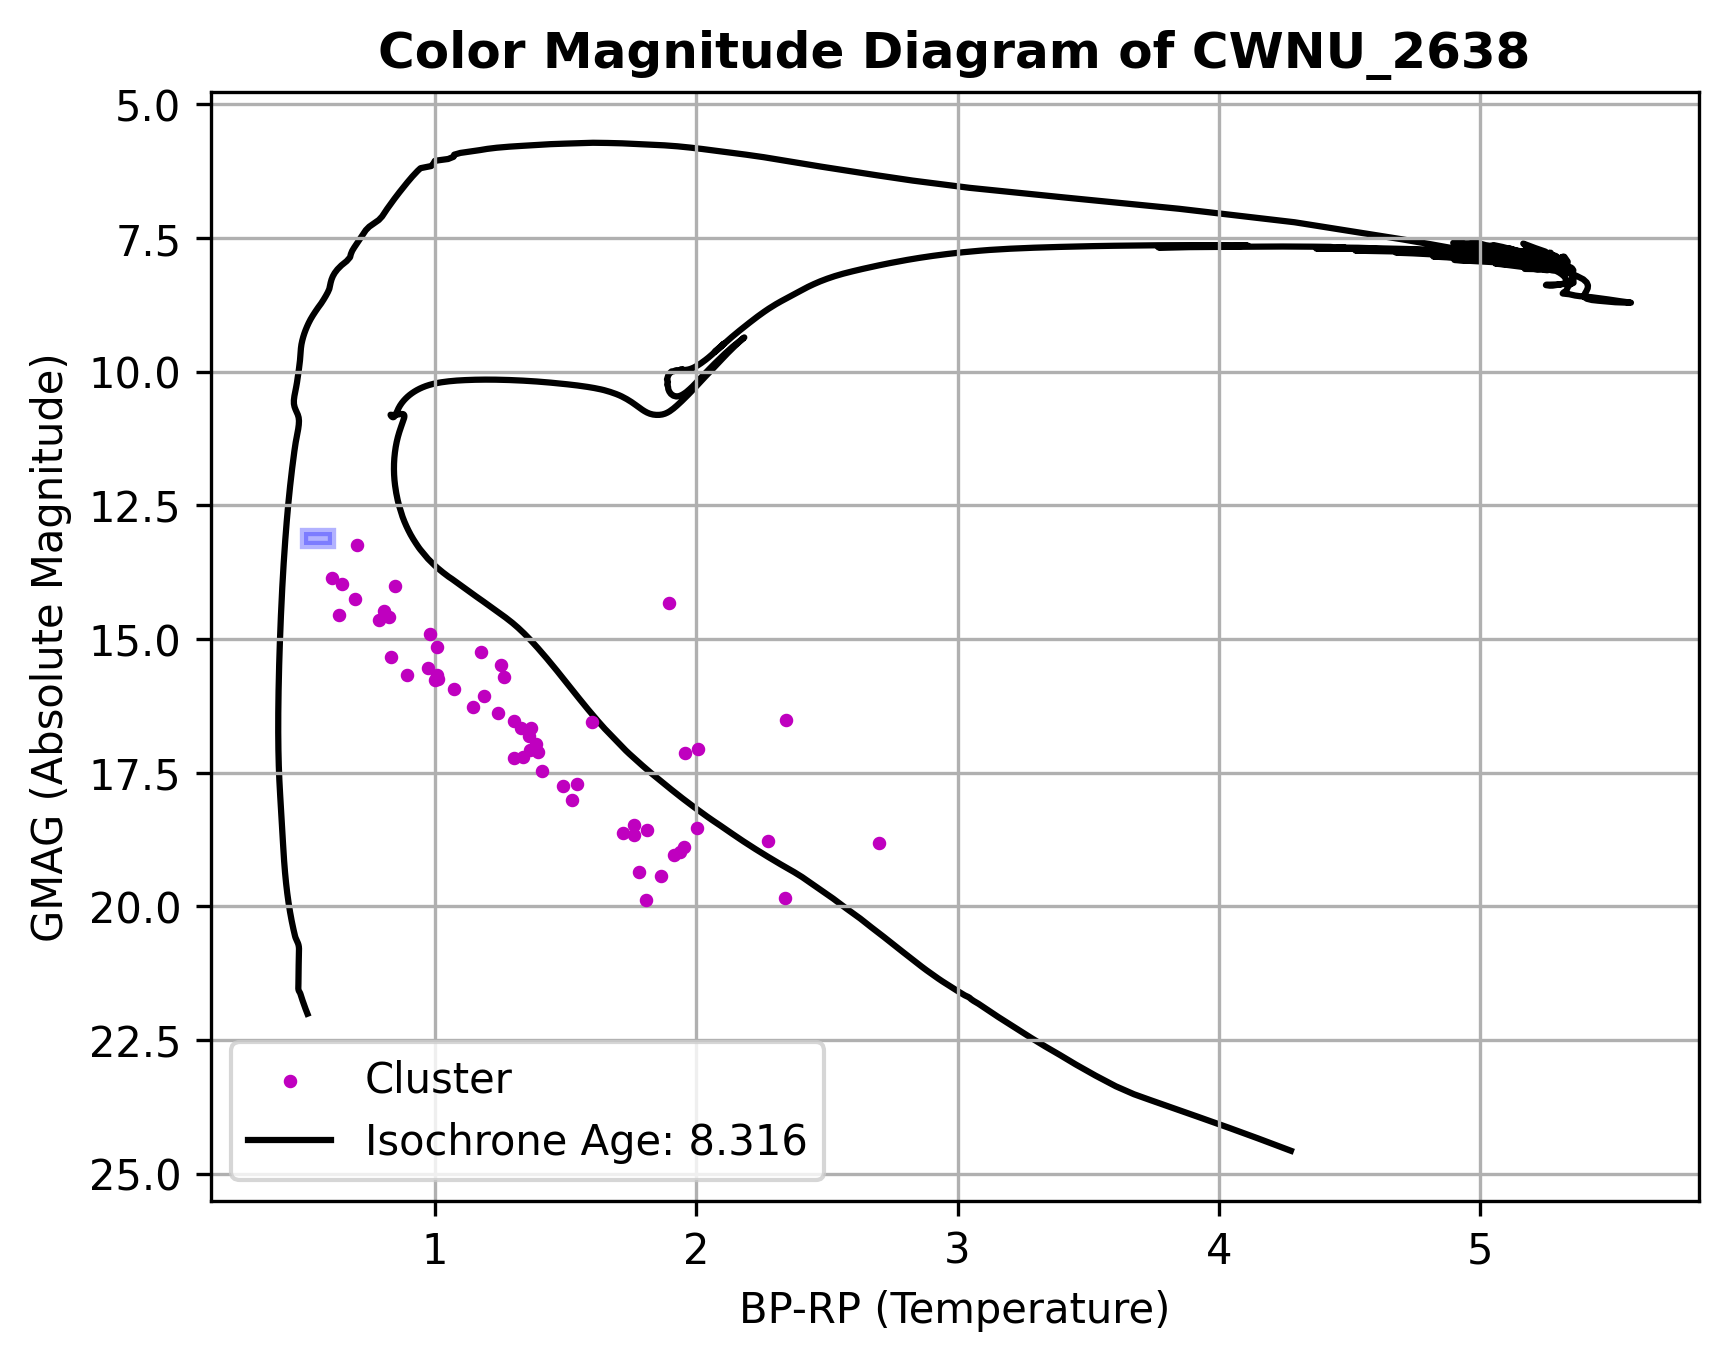 Color Magnitude Diagram of CWNU_2638
GMAG (Absolute Magnitude)
5.0
7.5
10.0
12.5
15.0
17.5
20.0
22.5
25.0
Cluster
Isochrone Age: 8.316
1 2 3 4 5
BP-RP (Temperature)